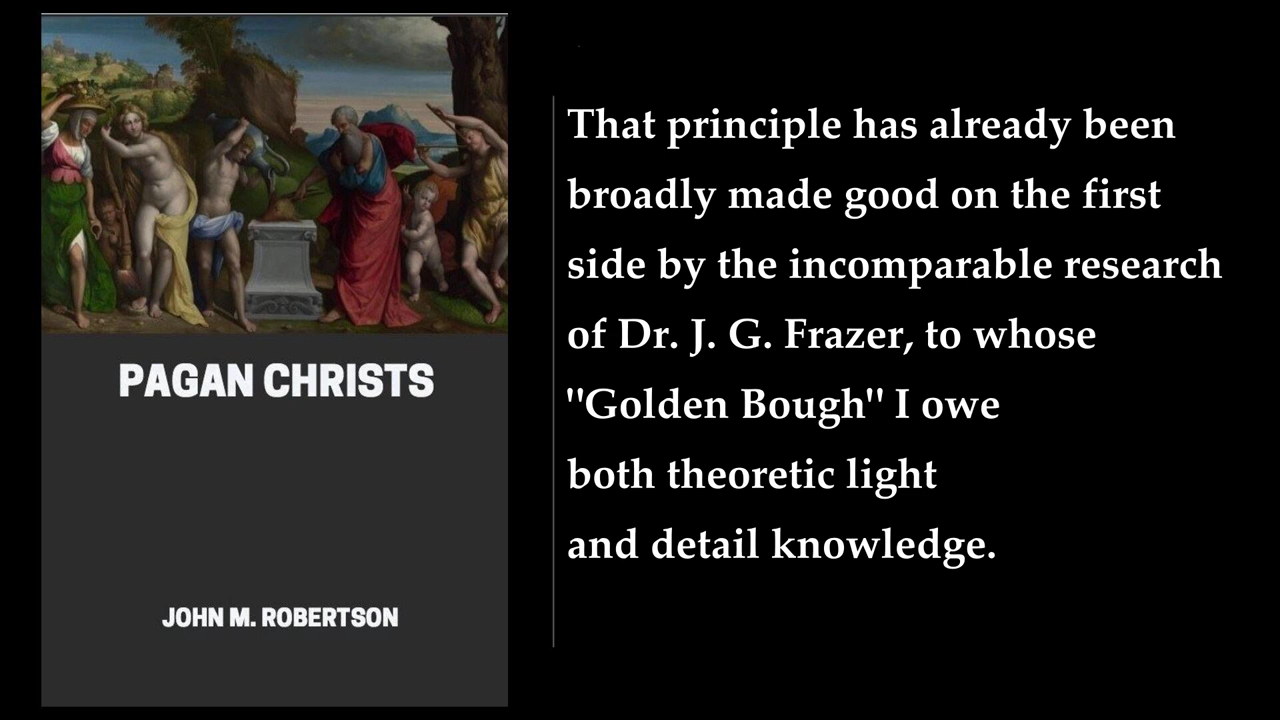 PAGAN CHRISTS
JOHN M. ROBERTSON
That principle has already been
broadly made good on the first
side by the incomparable research
of Dr. J. G. Frazer, to whose
"Golden Bough" I owe
both theoretic light
and detail knowledge.